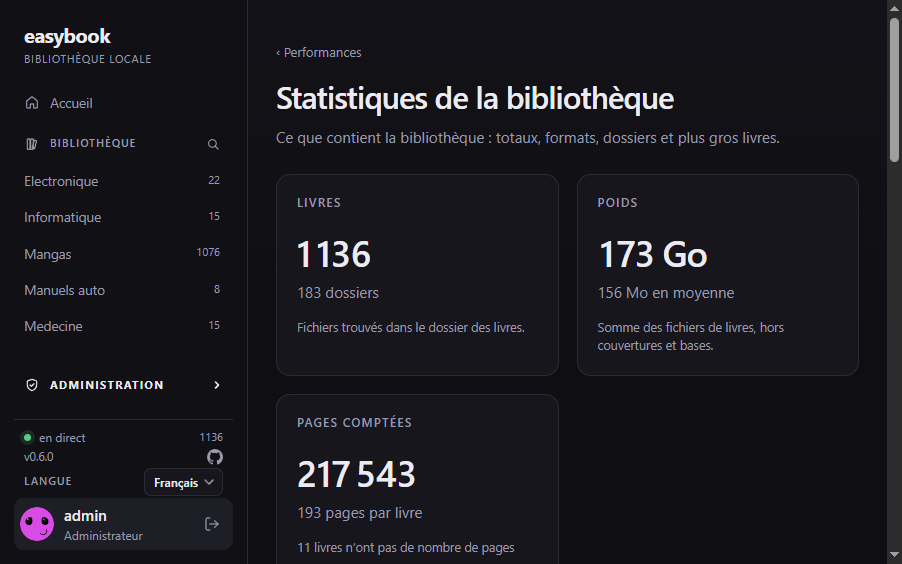 easybook
BIBLIOTHÈQUE LOCALE
Accueil
BIBLIOTHÈQUE
Electronique 22
Informatique 15
Mangas 1076
Manuels auto 8
Medecine 15
ADMINISTRATION
en direct 1136
v0.6.0
LANGUE Français
admin
Administrateur
‹ Performances
Statistiques de la bibliothèque
Ce que contient la bibliothèque : totaux, formats, dossiers et plus gros livres.
LIVRES
1 136
183 dossiers
Fichiers trouvés dans le dossier des livres.
POIDS
173 Go
156 Mo en moyenne
Somme des fichiers de livres, hors
couvertures et bases.
PAGES COMPTÉES
217 543
193 pages par livre
11 livres n’ont pas de nombre de pages